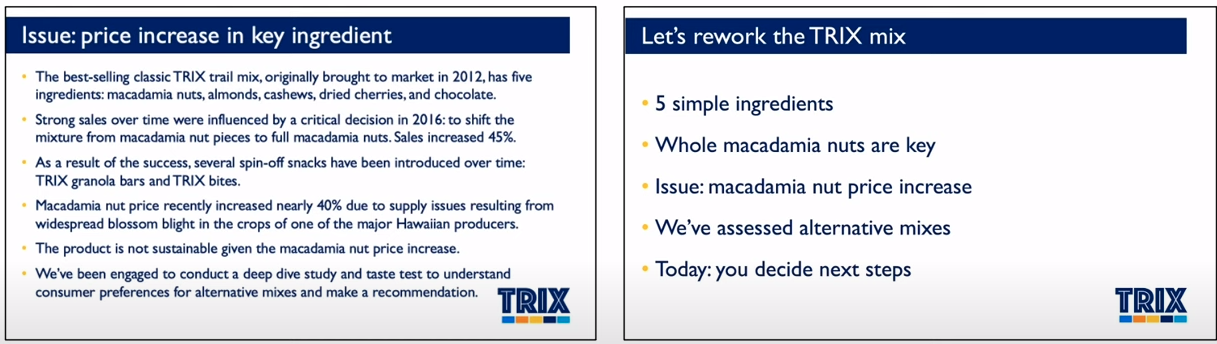 Issue: price increase in key ingredient
• The best-selling classic TRIX trail mix, originally brought to market in 2012, has five
ingredients: macadamia nuts, almonds, cashews, dried cherries, and chocolate.
• Strong sales over time were influenced by a critical decision in 2016: to shift the
mixture from macadamia nut pieces to full macadamia nuts. Sales increased 45%.
• As a result of the success, several spin-off snacks have been introduced over time:
TRIX granola bars and TRIX bites.
• Macadamia nut price recently increased nearly 40% due to supply issues resulting from
widespread blossom blight in the crops of one of the major Hawaiian producers.
• The product is not sustainable given the macadamia nut price increase.
• We've been engaged to conduct a deep dive study and taste test to understand
consumer preferences for alternative mixes and make a recommendation.
TRIX
Let's rework the TRIX mix
• 5 simple ingredients
• Whole macadamia nuts are key
• Issue: macadamia nut price increase
• We've assessed alternative mixes
• Today: you decide next steps
TRIX